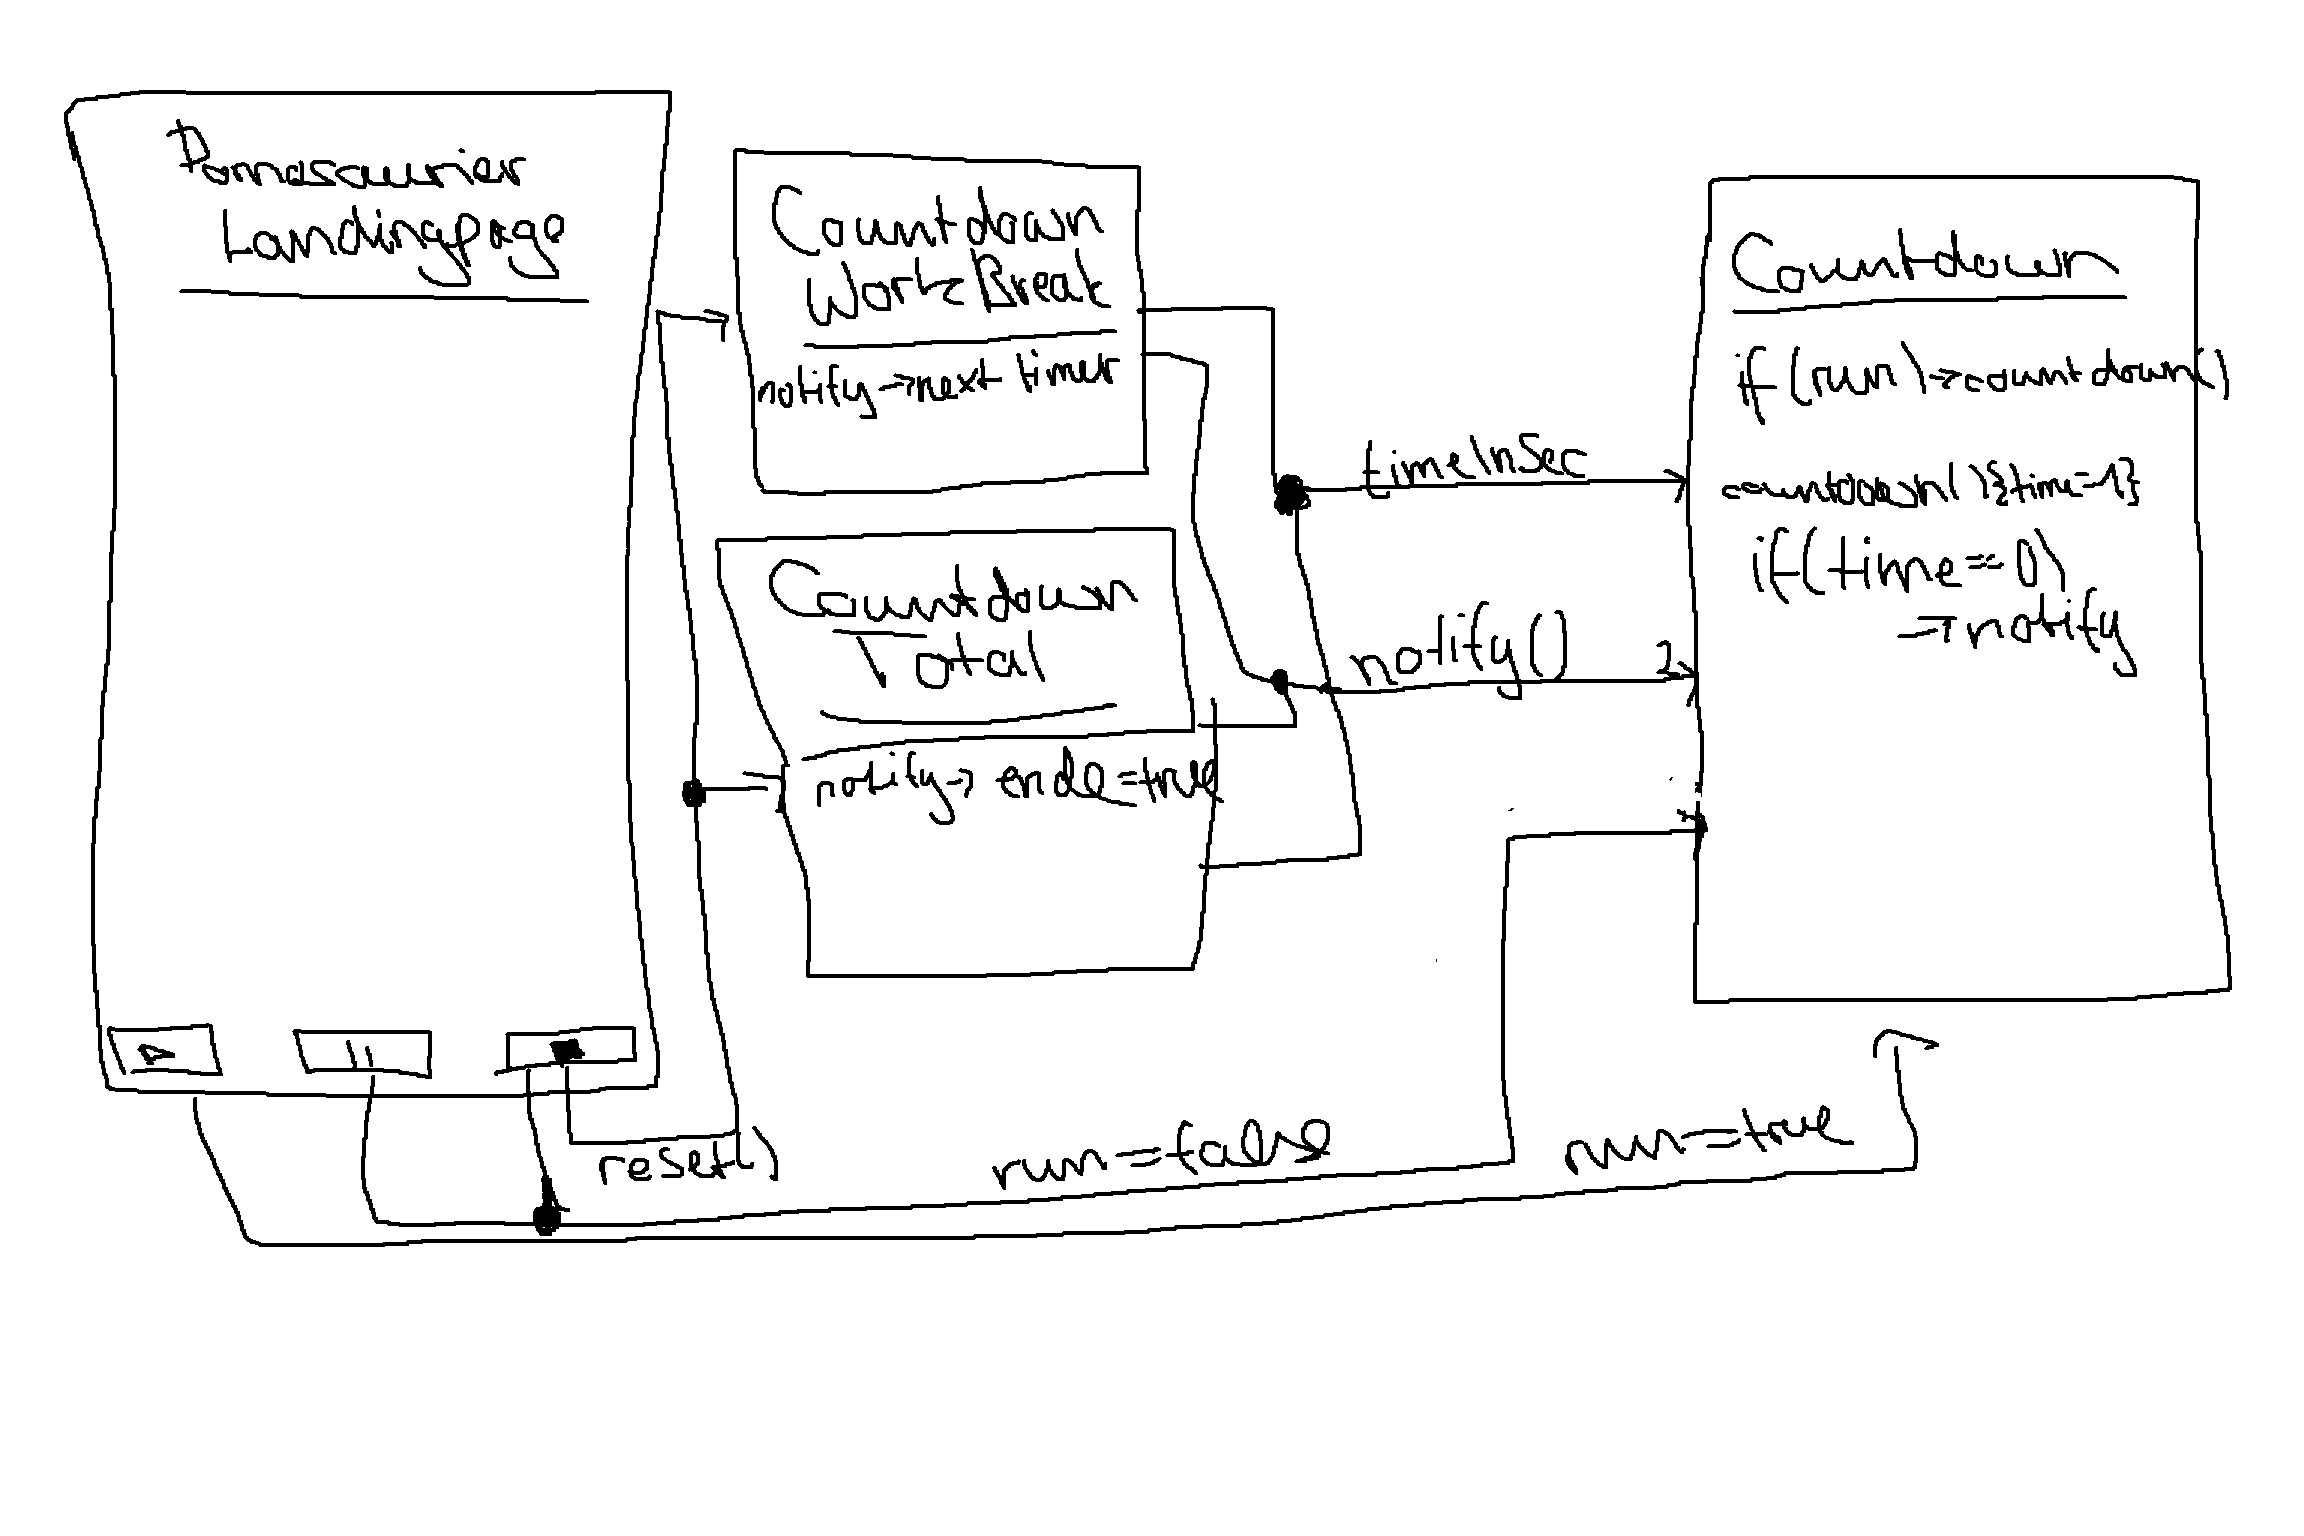 Pomosaurier
Landingpage
Countdown
WorkBreak
notify->next timer
Countdown
Total
notify-> ende=true
timeInSec
notify()
Countdown
if (run)->countdown()
countdown(){time-1}
if(time==0)
->notify
reset()
run=false
run=true